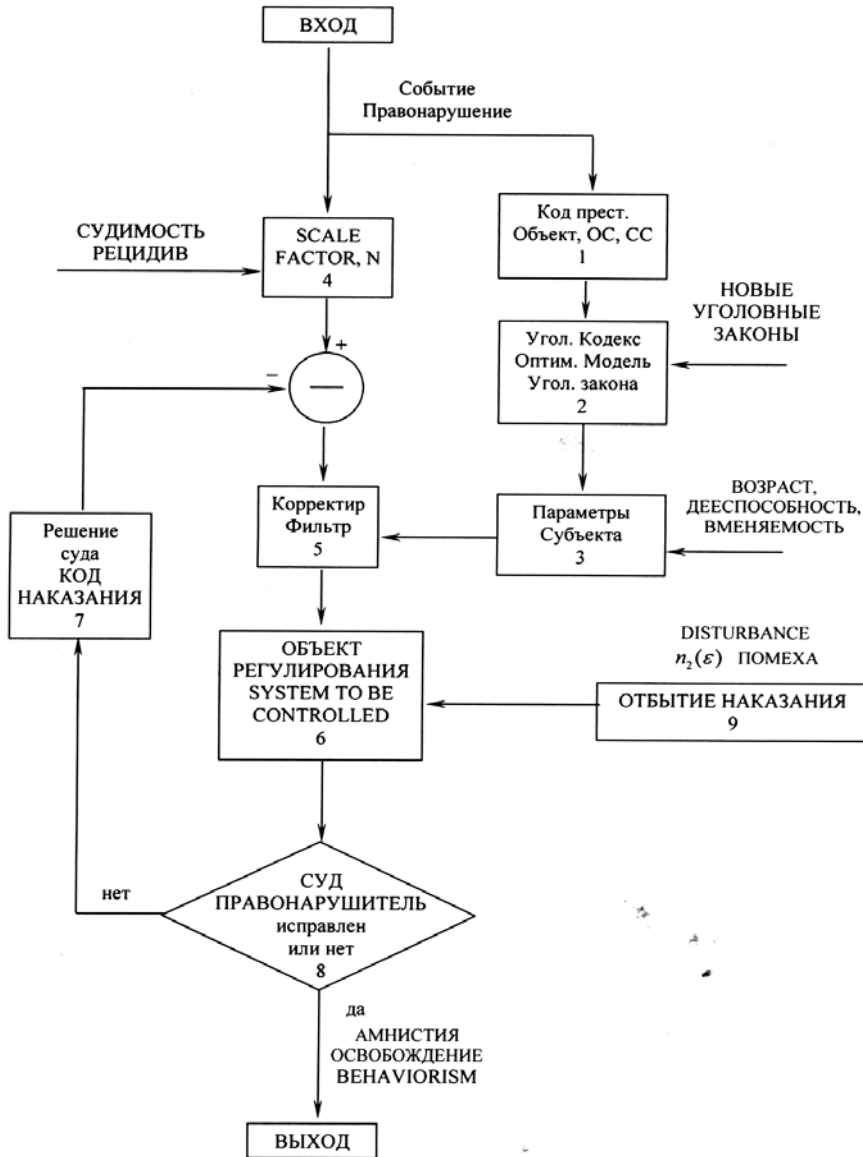 ВХОД
Событие
Правонарушение
Код прест.
Объект, ОС, СС
1
СУДИМОСТЬ
РЕЦИДИВ
SCALE
FACTOR, N
4
НОВЫЕ
УГОЛОВНЫЕ
ЗАКОНЫ
Угол. Кодекс
Оптим. Модель
Угол. закона
2
+
−
—
Корректир
Фильтр
5
Параметры
Субъекта
3
ВОЗРАСТ,
ДЕЕСПОСОБНОСТЬ,
ВМЕНЯЕМОСТЬ
Решение
суда
КОД
НАКАЗАНИЯ
7
ОБЪЕКТ
РЕГУЛИРОВАНИЯ
SYSTEM TO BE
CONTROLLED
6
DISTURBANCE
n₂(ε) ПОМЕХА
ОТБЫТИЕ НАКАЗАНИЯ
9
нет
СУД
ПРАВОНАРУШИТЕЛЬ
исправлен
или нет
8
да
АМНИСТИЯ
ОСВОБОЖДЕНИЕ
BEHAVIORISM
ВЫХОД